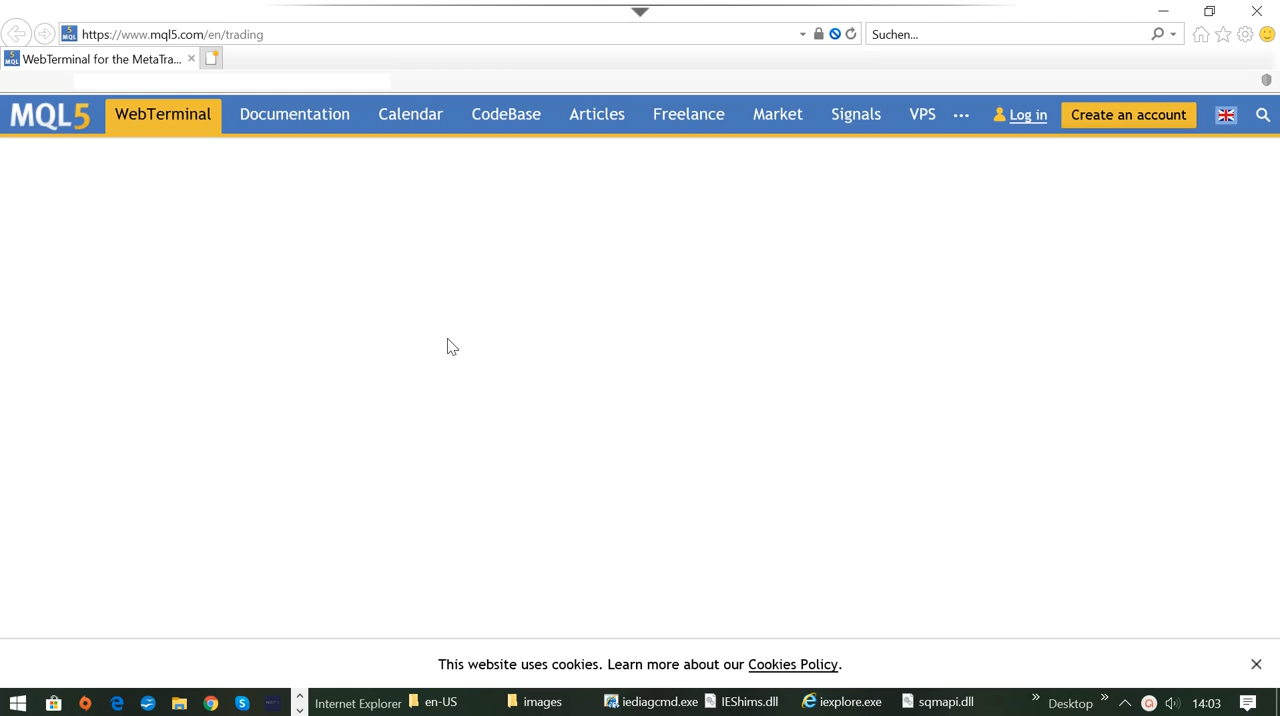 https://www.mql5.com/en/trading
Suchen...
5 MQL WebTerminal for the MetaTra...
MQL5 WebTerminal Documentation Calendar CodeBase Articles Freelance Market Signals VPS ... Log in Create an account
This website uses cookies. Learn more about our Cookies Policy.
Internet Explorer en-US images iediagcmd.exe IEShims.dll iexplore.exe sqmapi.dll » Desktop » 14:03